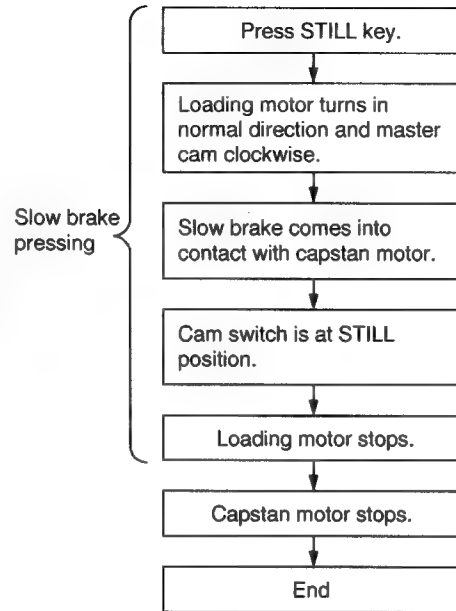 Press STILL key.
Loading motor turns in
normal direction and master
cam clockwise.
Slow brake
pressing
Slow brake comes into
contact with capstan motor.
Cam switch is at STILL
position.
Loading motor stops.
Capstan motor stops.
End